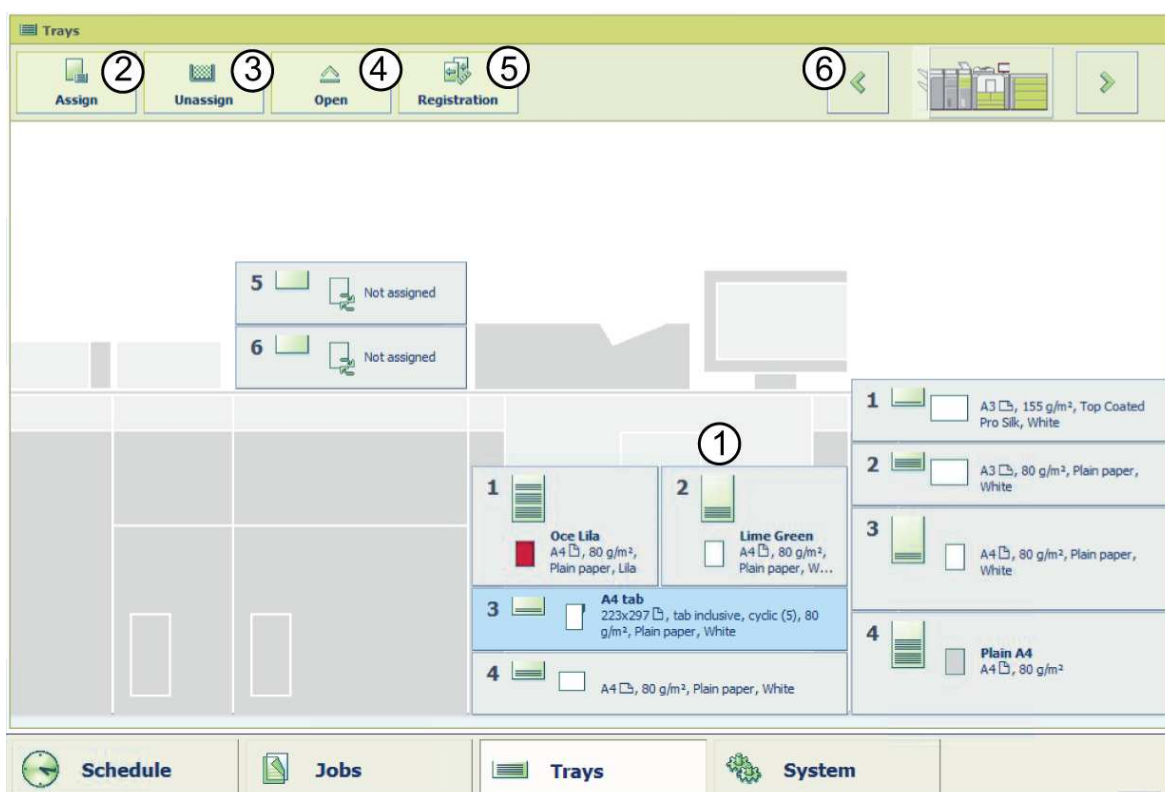 Trays
2
3
4
5
6
Assign
Unassign
Open
Registration
5
Not assigned
6
Not assigned
1
1
Oce Lila
A4, 80 g/m²,
Plain paper, Lila
2
Lime Green
A4, 80 g/m²,
Plain paper, W...
3
A4 tab
223x297, tab inclusive, cyclic (5), 80
g/m², Plain paper, White
4
A4, 80 g/m², Plain paper, White
1
A3, 155 g/m², Top Coated
Pro Silk, White
2
A3, 80 g/m², Plain paper,
White
3
A4, 80 g/m², Plain paper,
White
4
Plain A4
A4, 80 g/m²
Schedule
Jobs
Trays
System